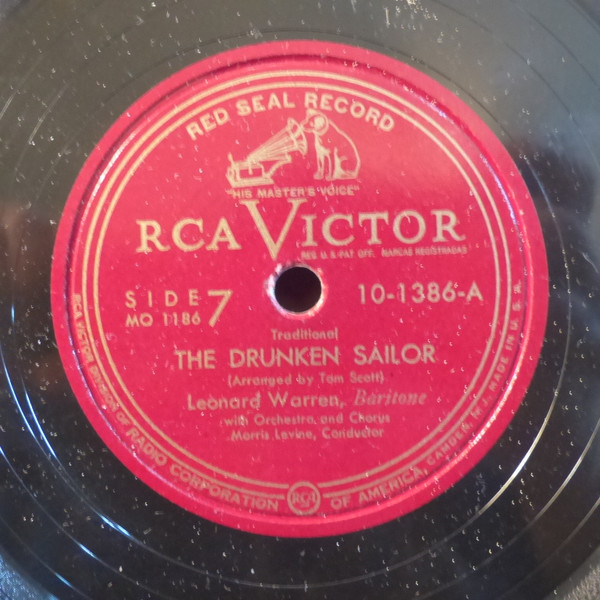 RED SEAL RECORD
"HIS MASTER'S VOICE"
RCA VICTOR
REG. U. S. PAT. OFF. MARCAS REGISTRADAS
SIDE 7 10-1386-A
MO 1186
Traditional
THE DRUNKEN SAILOR
(Arranged by Tom Scott)
Leonard Warren, Baritone
with Orchestra and Chorus
Morris Levine, Conductor
RCA VICTOR DIVISION OF RADIO CORPORATION OF AMERICA, CAMDEN, N. J. MADE IN U. S. A.
RCA